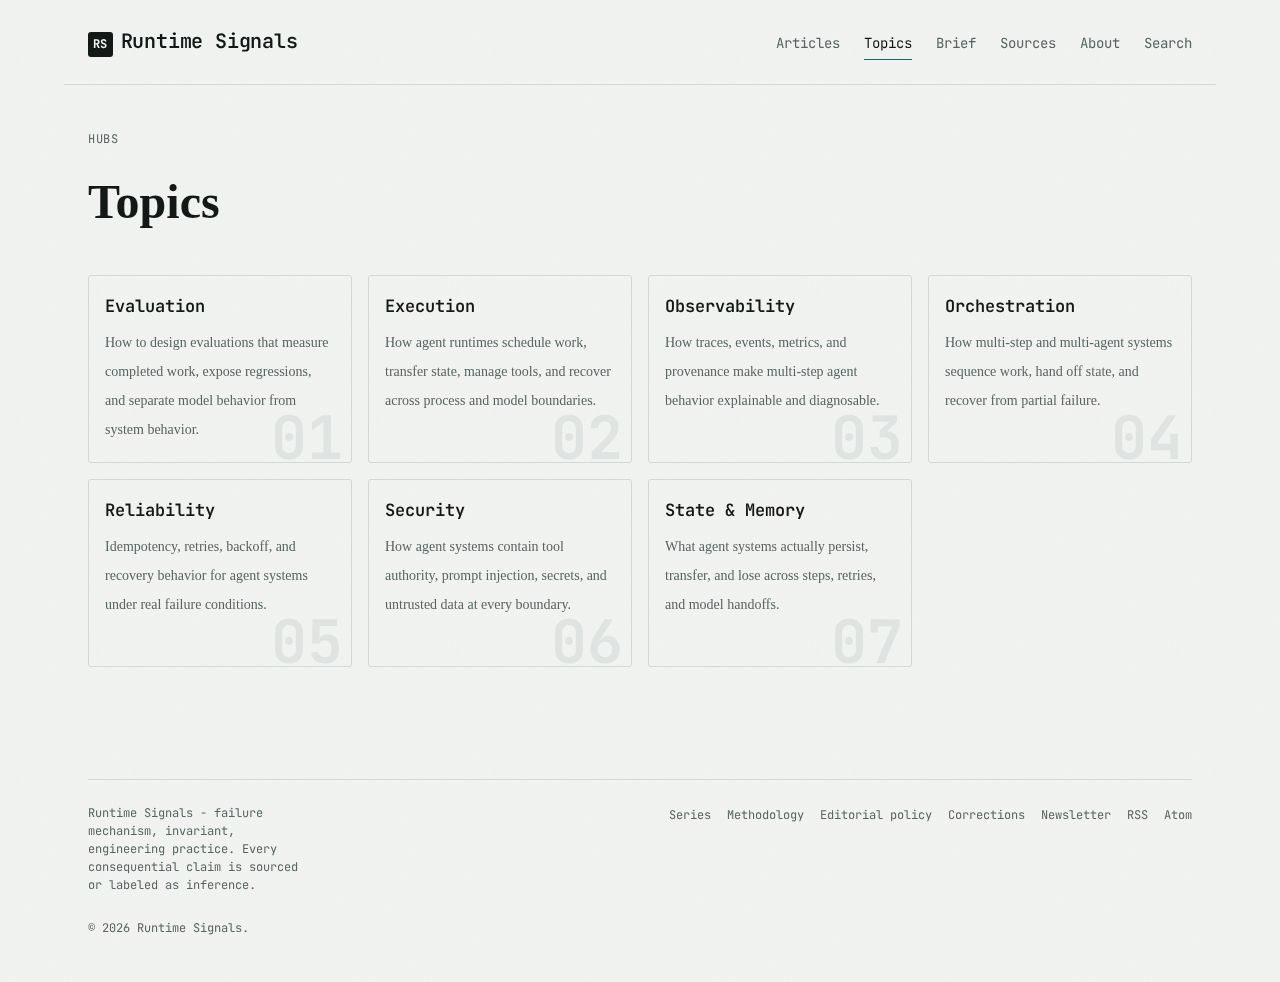 RS Runtime Signals
Articles Topics Brief Sources About Search
HUBS
Topics
Evaluation
How to design evaluations that measure
completed work, expose regressions,
and separate model behavior from
system behavior.
01
Execution
How agent runtimes schedule work,
transfer state, manage tools, and recover
across process and model boundaries.
02
Observability
How traces, events, metrics, and
provenance make multi-step agent
behavior explainable and diagnosable.
03
Orchestration
How multi-step and multi-agent systems
sequence work, hand off state, and
recover from partial failure.
04
Reliability
Idempotency, retries, backoff, and
recovery behavior for agent systems
under real failure conditions.
05
Security
How agent systems contain tool
authority, prompt injection, secrets, and
untrusted data at every boundary.
06
State & Memory
What agent systems actually persist,
transfer, and lose across steps, retries,
and model handoffs.
07
Runtime Signals - failure
mechanism, invariant,
engineering practice. Every
consequential claim is sourced
or labeled as inference.
Series Methodology Editorial policy Corrections Newsletter RSS Atom
© 2026 Runtime Signals.